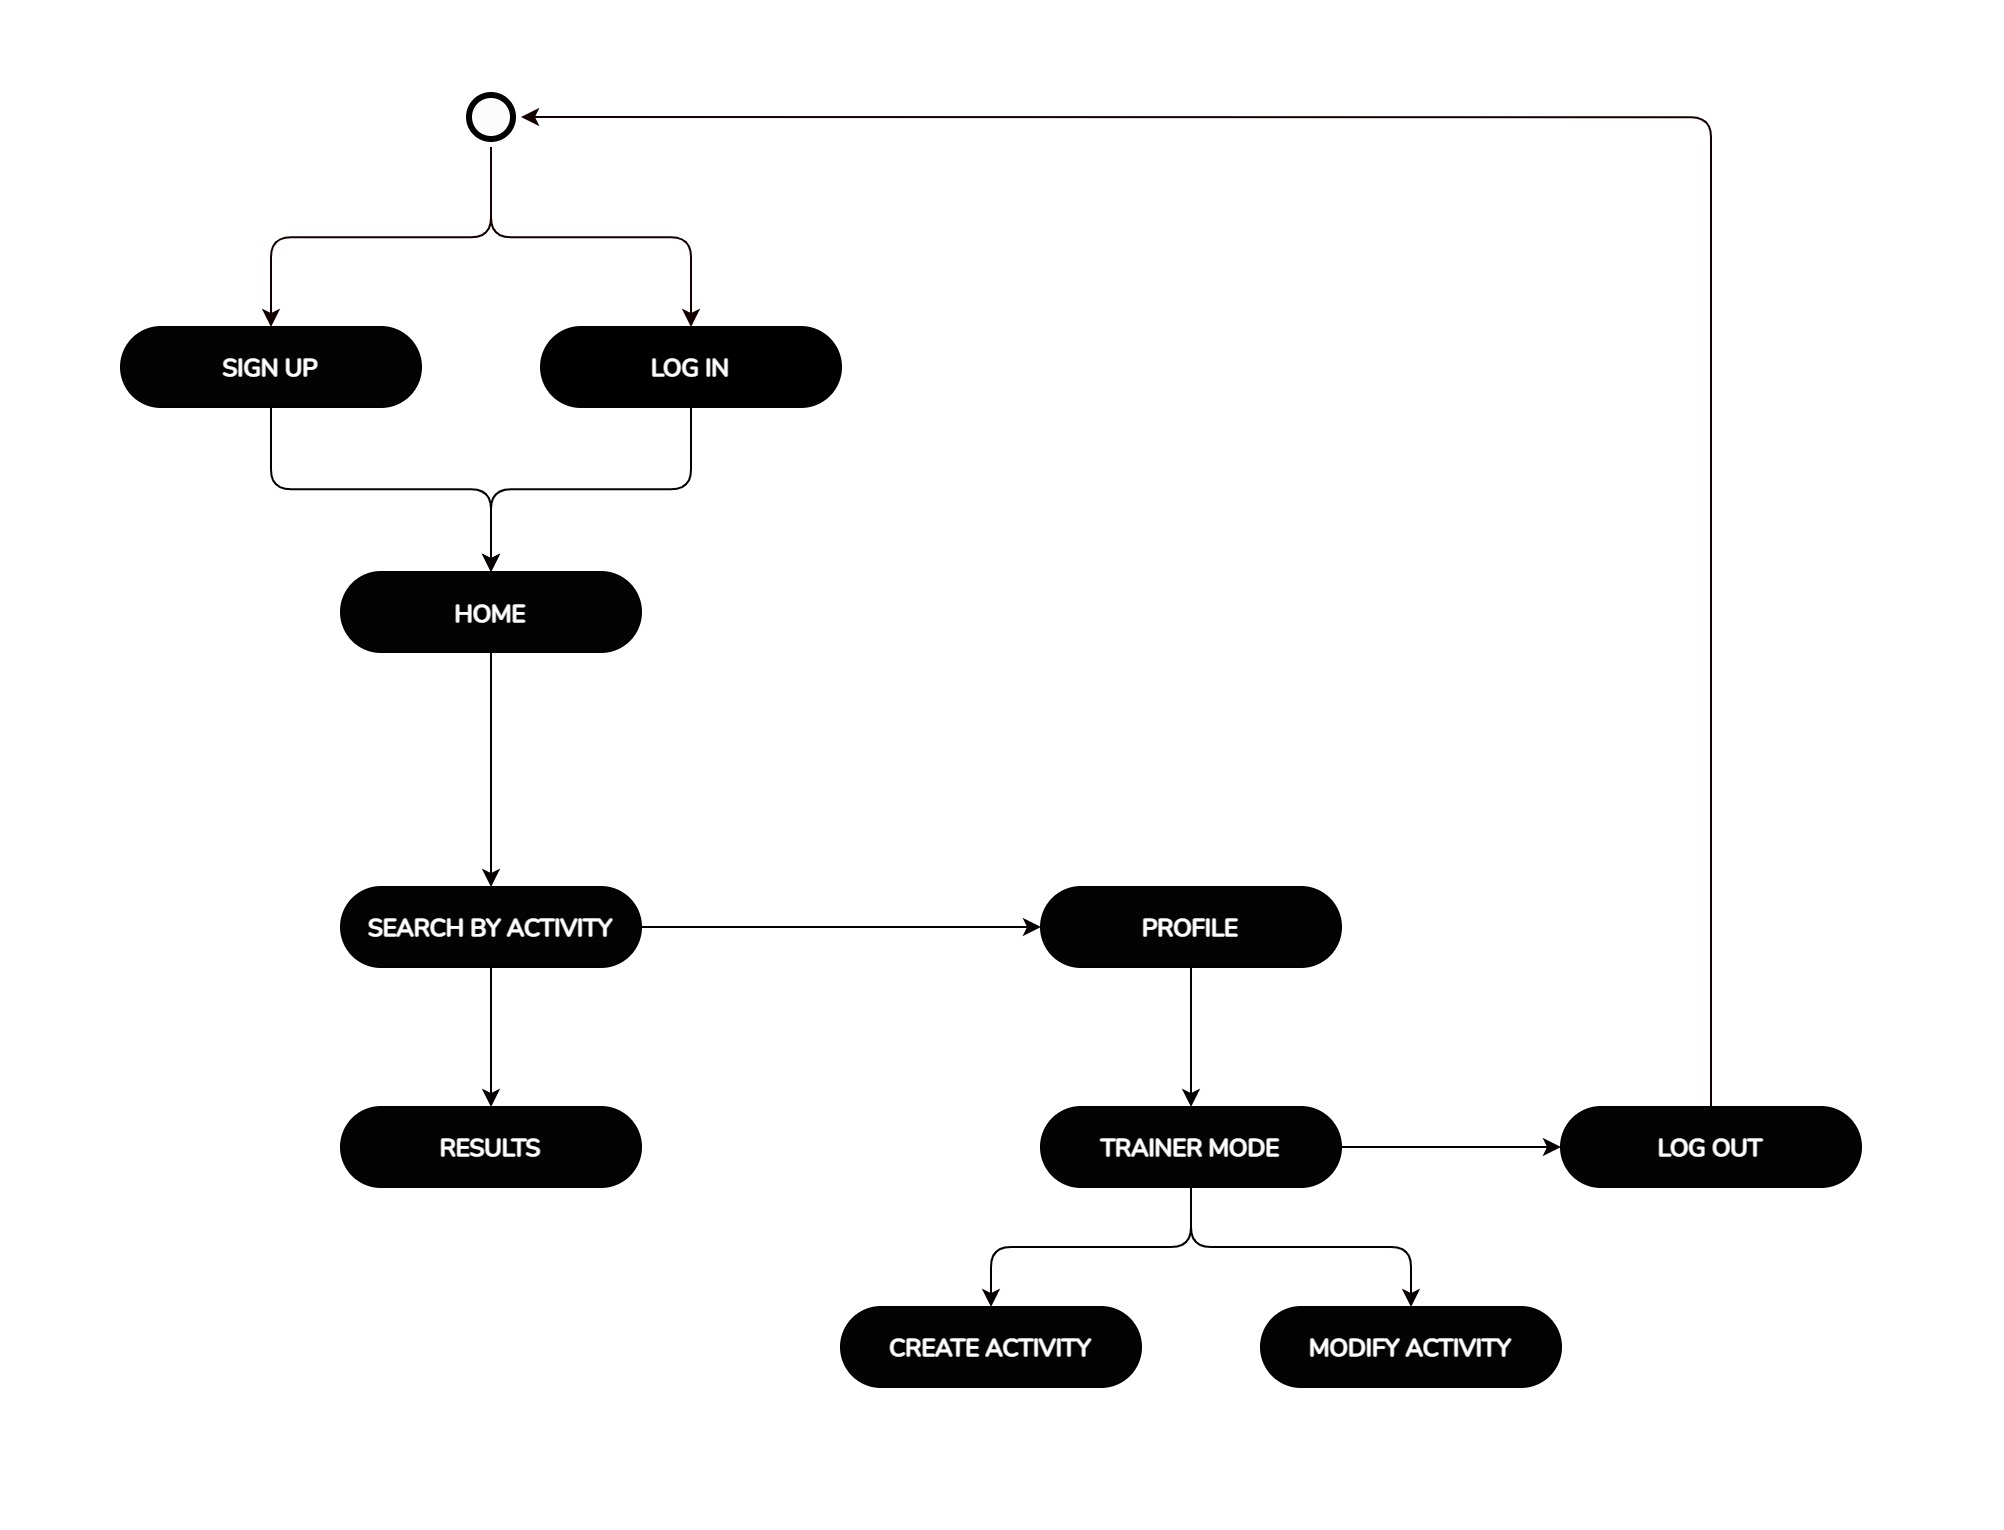 SIGN UP
LOG IN
HOME
SEARCH BY ACTIVITY
PROFILE
RESULTS
TRAINER MODE
LOG OUT
CREATE ACTIVITY
MODIFY ACTIVITY